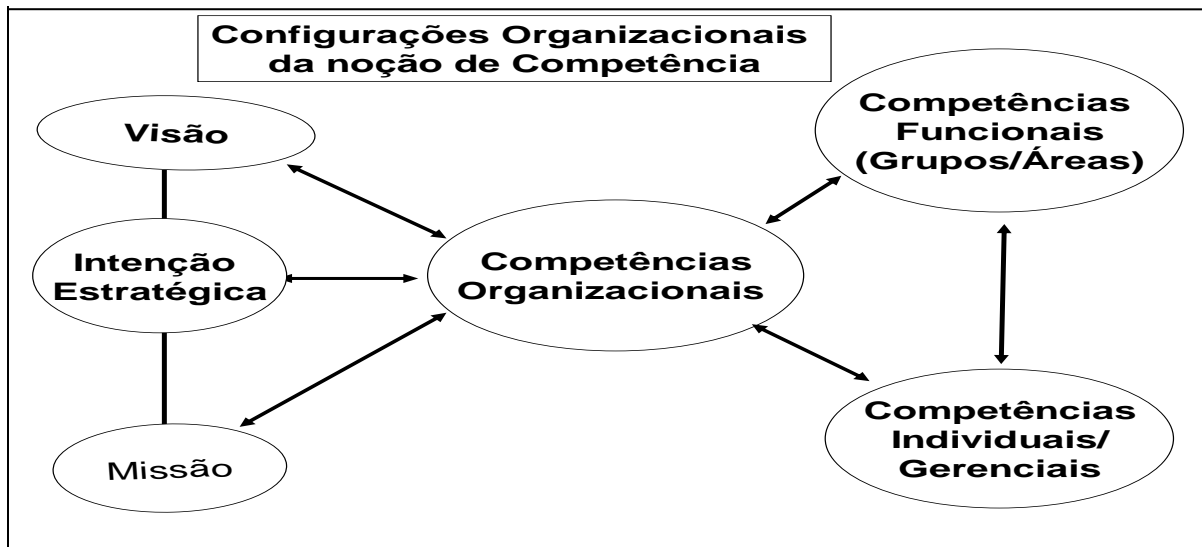 Configurações Organizacionais
da noção de Competência
Visão
Intenção
Estratégica
Missão
Competências
Organizacionais
Competências
Funcionais
(Grupos/Áreas)
Competências
Individuais/
Gerenciais